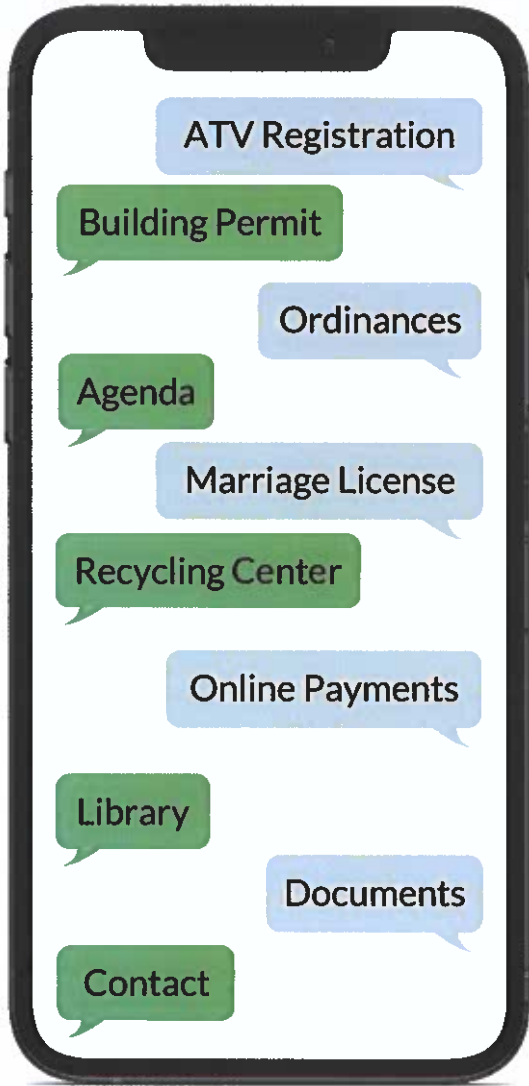 ATV Registration
Building Permit
Ordinances
Agenda
Marriage License
Recycling Center
Online Payments
Library
Documents
Contact